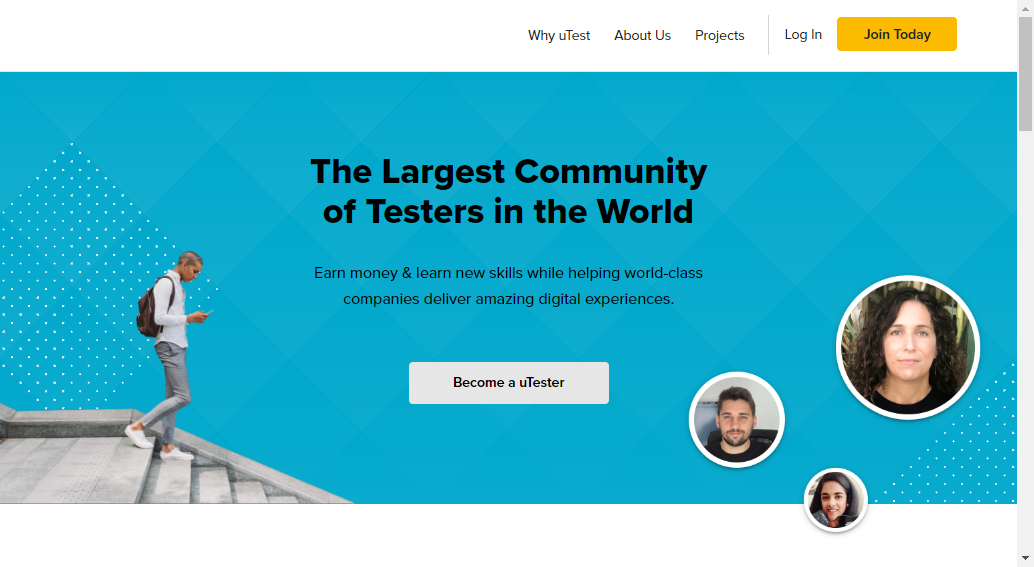 Why uTest
About Us
Projects
Log In
Join Today
The Largest Community
of Testers in the World
Earn money & learn new skills while helping world-class
companies deliver amazing digital experiences.
Become a uTester